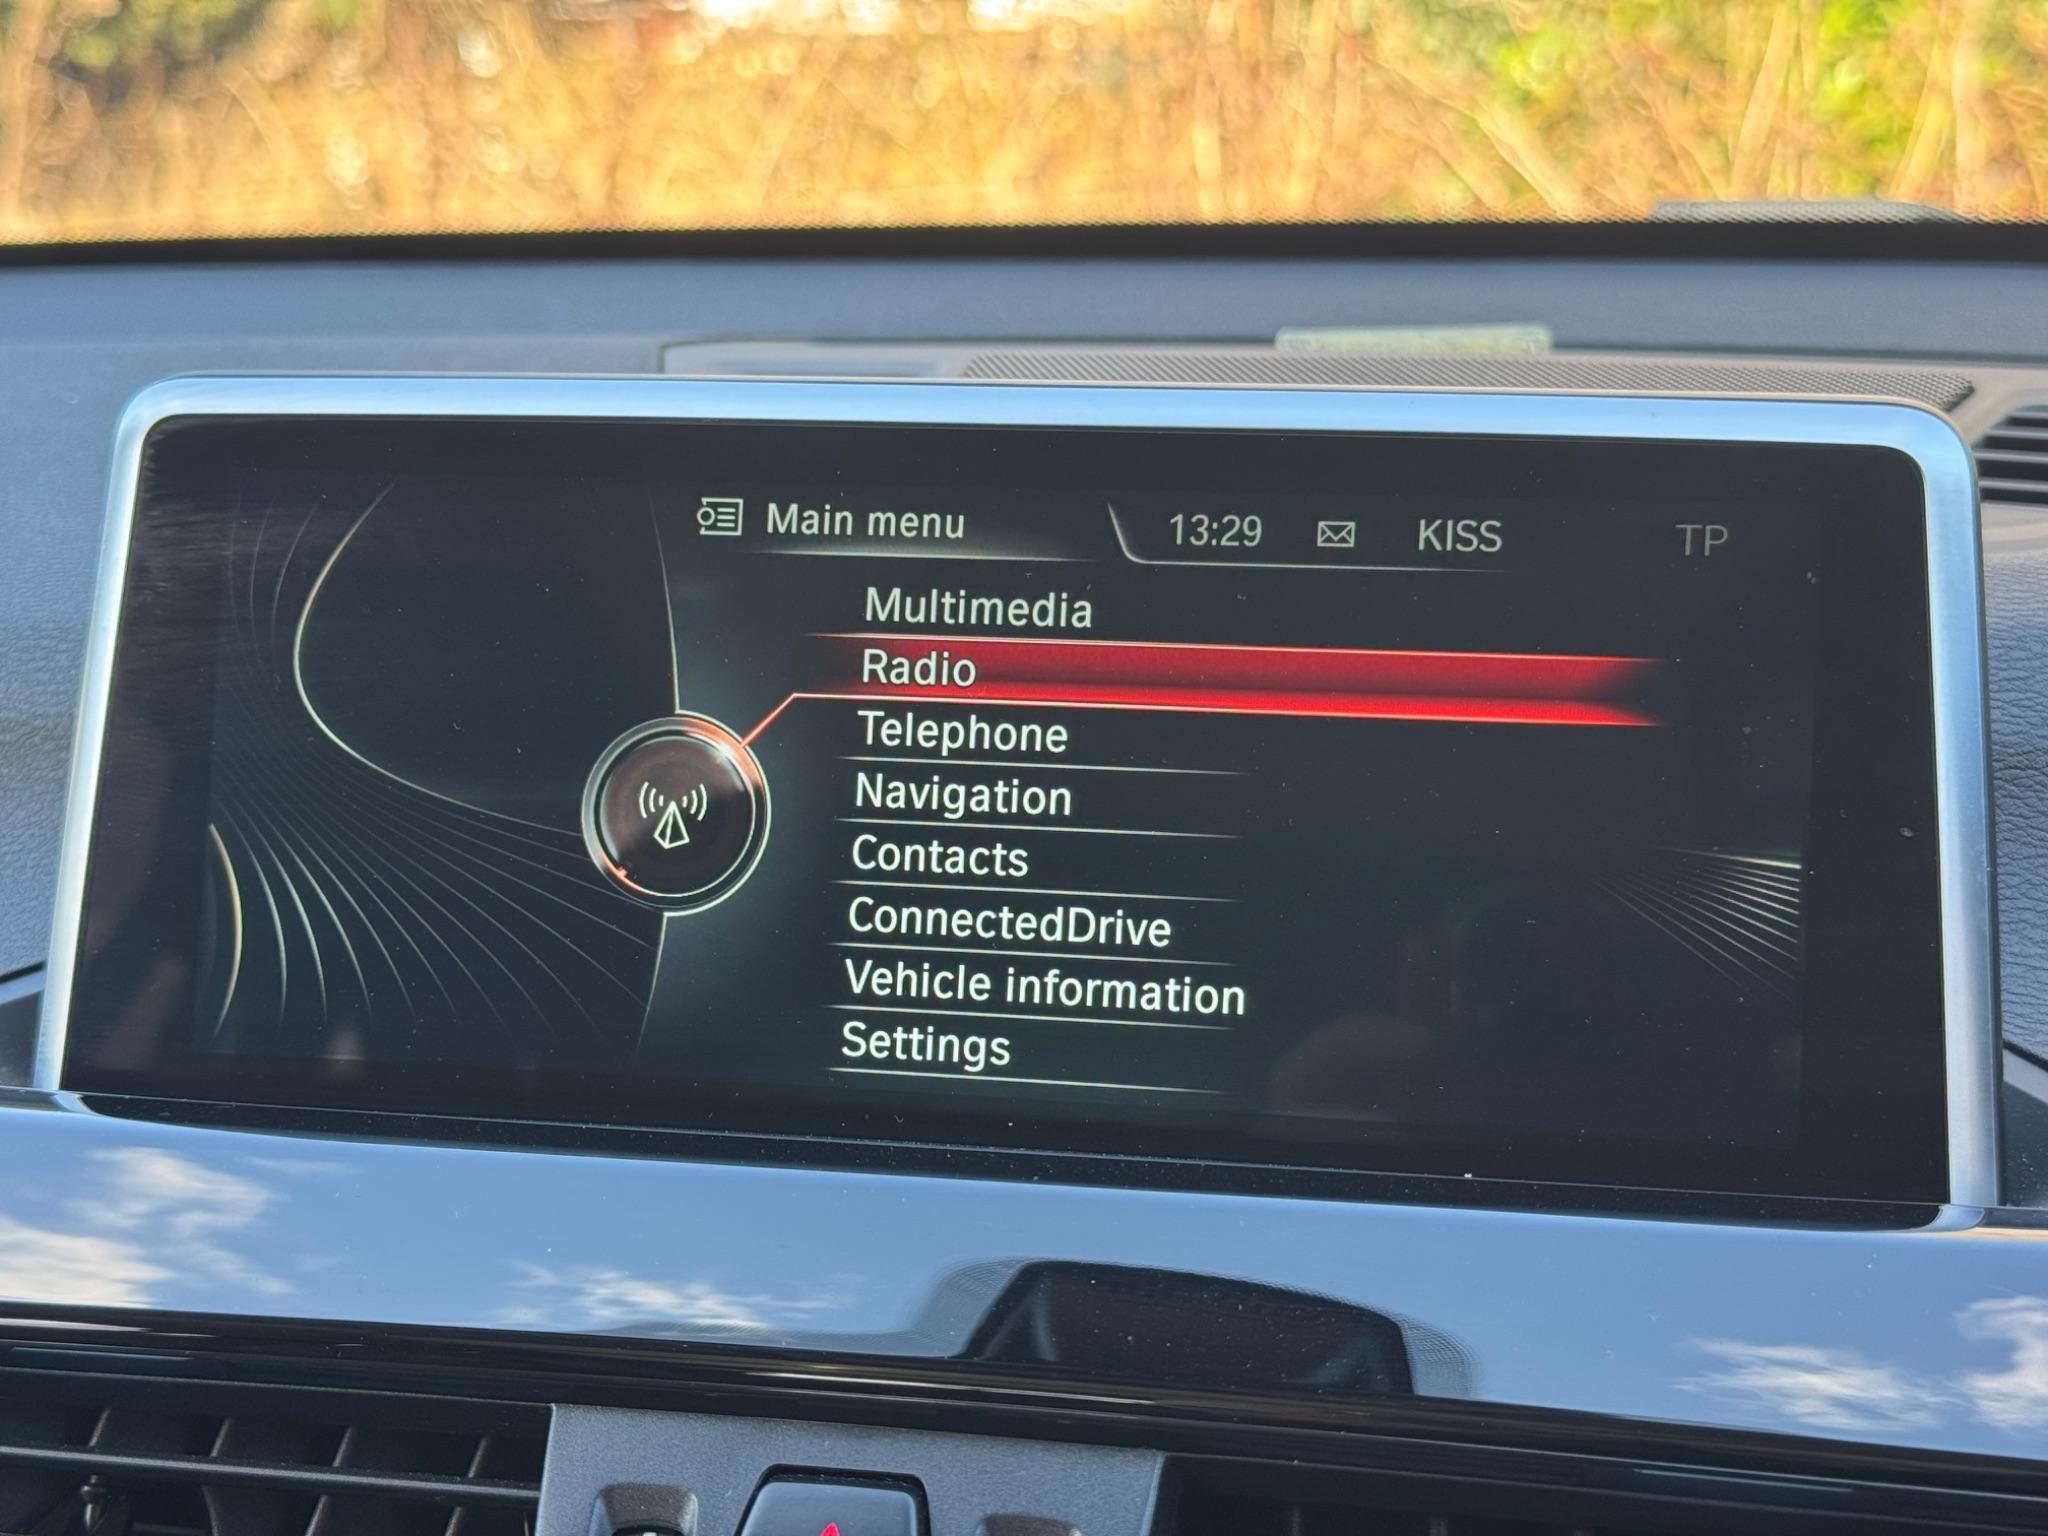 Main menu
13:29 KISS TP
Multimedia
Radio
Telephone
Navigation
Contacts
ConnectedDrive
Vehicle information
Settings